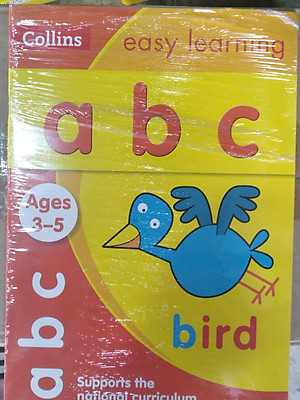 Collins
easy learning
a b c
Ages
3–5
a b c
bird
Supports the
national curriculum